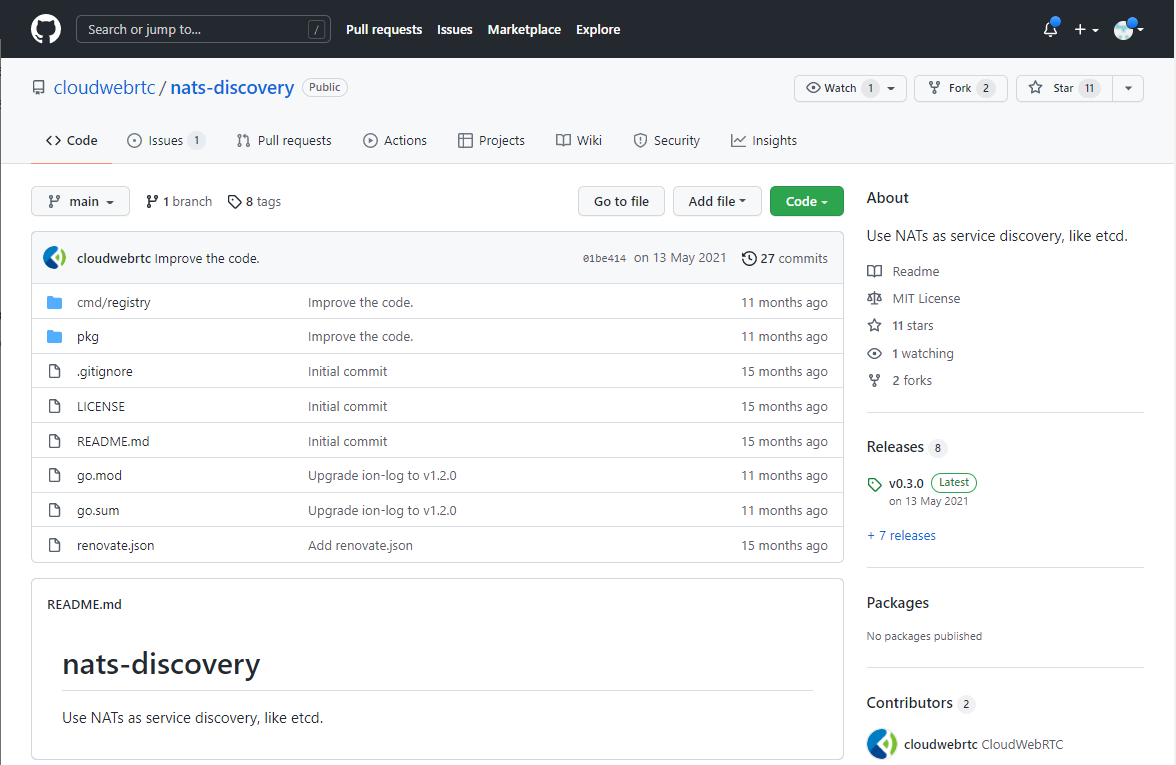 Search or jump to... /
Pull requests Issues Marketplace Explore
cloudwebrtc / nats-discovery Public
Watch 1 Fork 2 Star 11
Code Issues 1 Pull requests Actions Projects Wiki Security Insights
main 1 branch 8 tags Go to file Add file Code
cloudwebrtc Improve the code. 01be414 on 13 May 2021 27 commits
cmd/registry Improve the code. 11 months ago
pkg Improve the code. 11 months ago
.gitignore Initial commit 15 months ago
LICENSE Initial commit 15 months ago
README.md Initial commit 15 months ago
go.mod Upgrade ion-log to v1.2.0 11 months ago
go.sum Upgrade ion-log to v1.2.0 11 months ago
renovate.json Add renovate.json 15 months ago
README.md
nats-discovery
Use NATs as service discovery, like etcd.
About
Use NATs as service discovery, like etcd.
Readme
MIT License
11 stars
1 watching
2 forks
Releases 8
v0.3.0 Latest
on 13 May 2021
+ 7 releases
Packages
No packages published
Contributors 2
cloudwebrtc CloudWebRTC